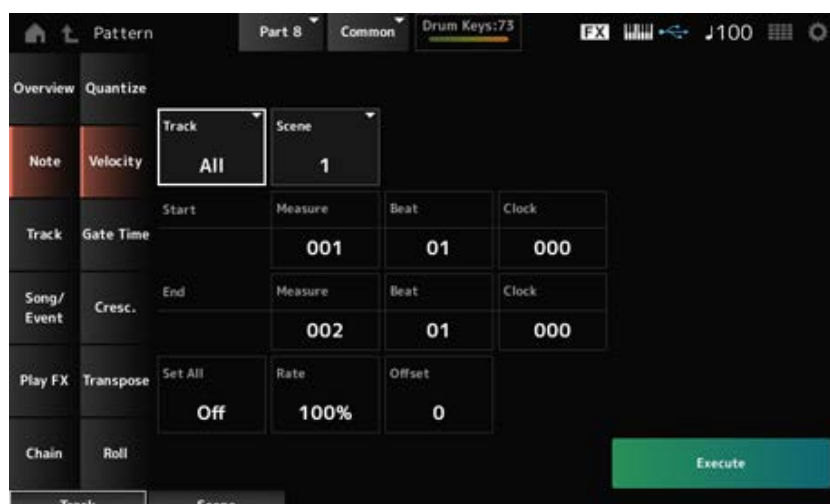 Pattern Part 8 Common Drum Keys:73 FX ♩100
Overview Quantize
Track Scene
Note Velocity All 1
Start Measure Beat Clock
Track Gate Time 001 01 000
Song/ Event Cresc. End Measure Beat Clock
002 01 000
Play FX Transpose Set All Rate Offset
Off 100% 0
Chain Roll Execute
Track Scene